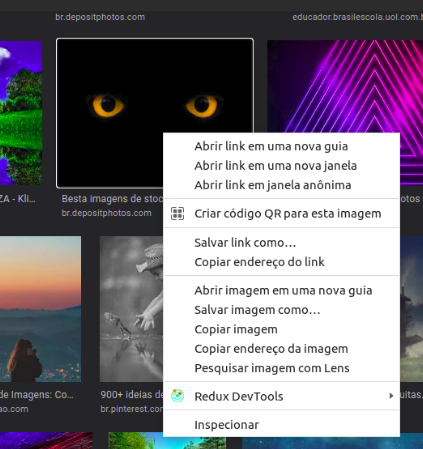 br.depositphotos.com
educador.brasilescola.uol.com.b
Abrir link em uma nova guia
Abrir link em uma nova janela
Abrir link em janela anônima
ZA - Kli...
Besta Imagens de stoc
otos
br.depositphotos.com
Criar código QR para esta imagem
Salvar link como…
Copiar endereço do link
Abrir imagem em uma nova guia
Salvar imagem como…
Copiar imagem
Copiar endereço da imagem
Pesquisar imagem com Lens
de Imagens: Co...
900+ ideias de
Redux DevTools
uitas.
ao.com
br.pinterest.cor
Inspecionar